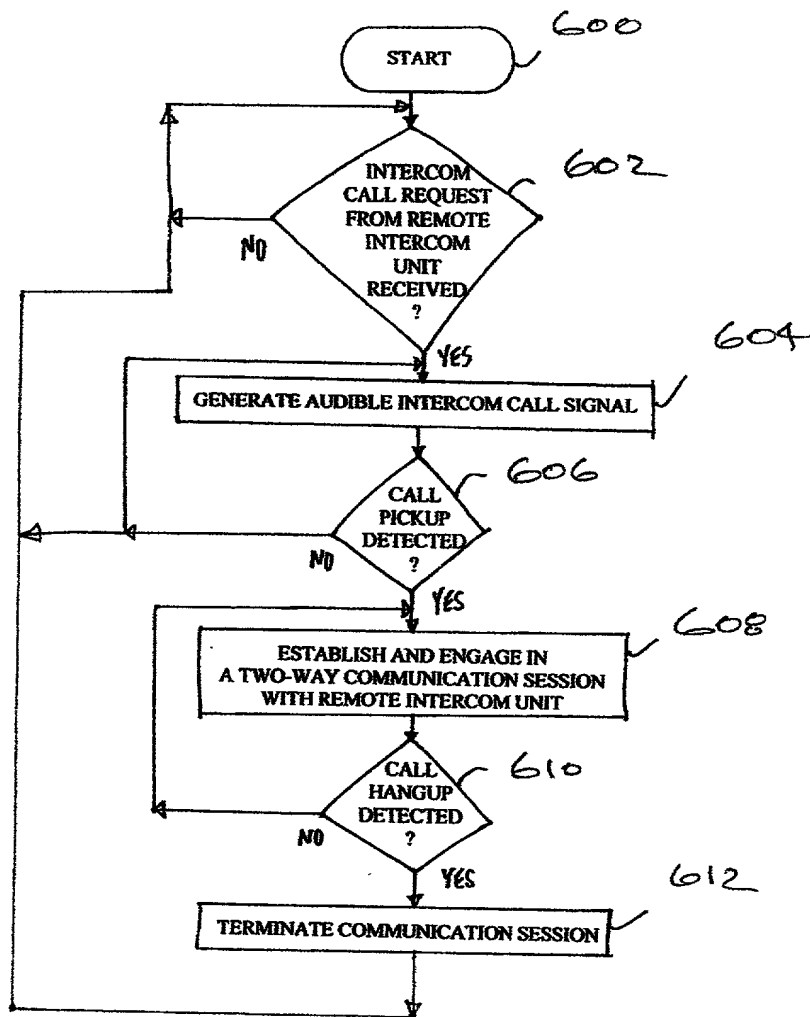 600
START
602
INTERCOM
CALL REQUEST
FROM REMOTE
INTERCOM
UNIT
RECEIVED
?
NO
YES
604
GENERATE AUDIBLE INTERCOM CALL SIGNAL
606
CALL
PICKUP
DETECTED
?
NO
YES
608
ESTABLISH AND ENGAGE IN
A TWO-WAY COMMUNICATION SESSION
WITH REMOTE INTERCOM UNIT
610
CALL
HANGUP
DETECTED
?
NO
YES
612
TERMINATE COMMUNICATION SESSION